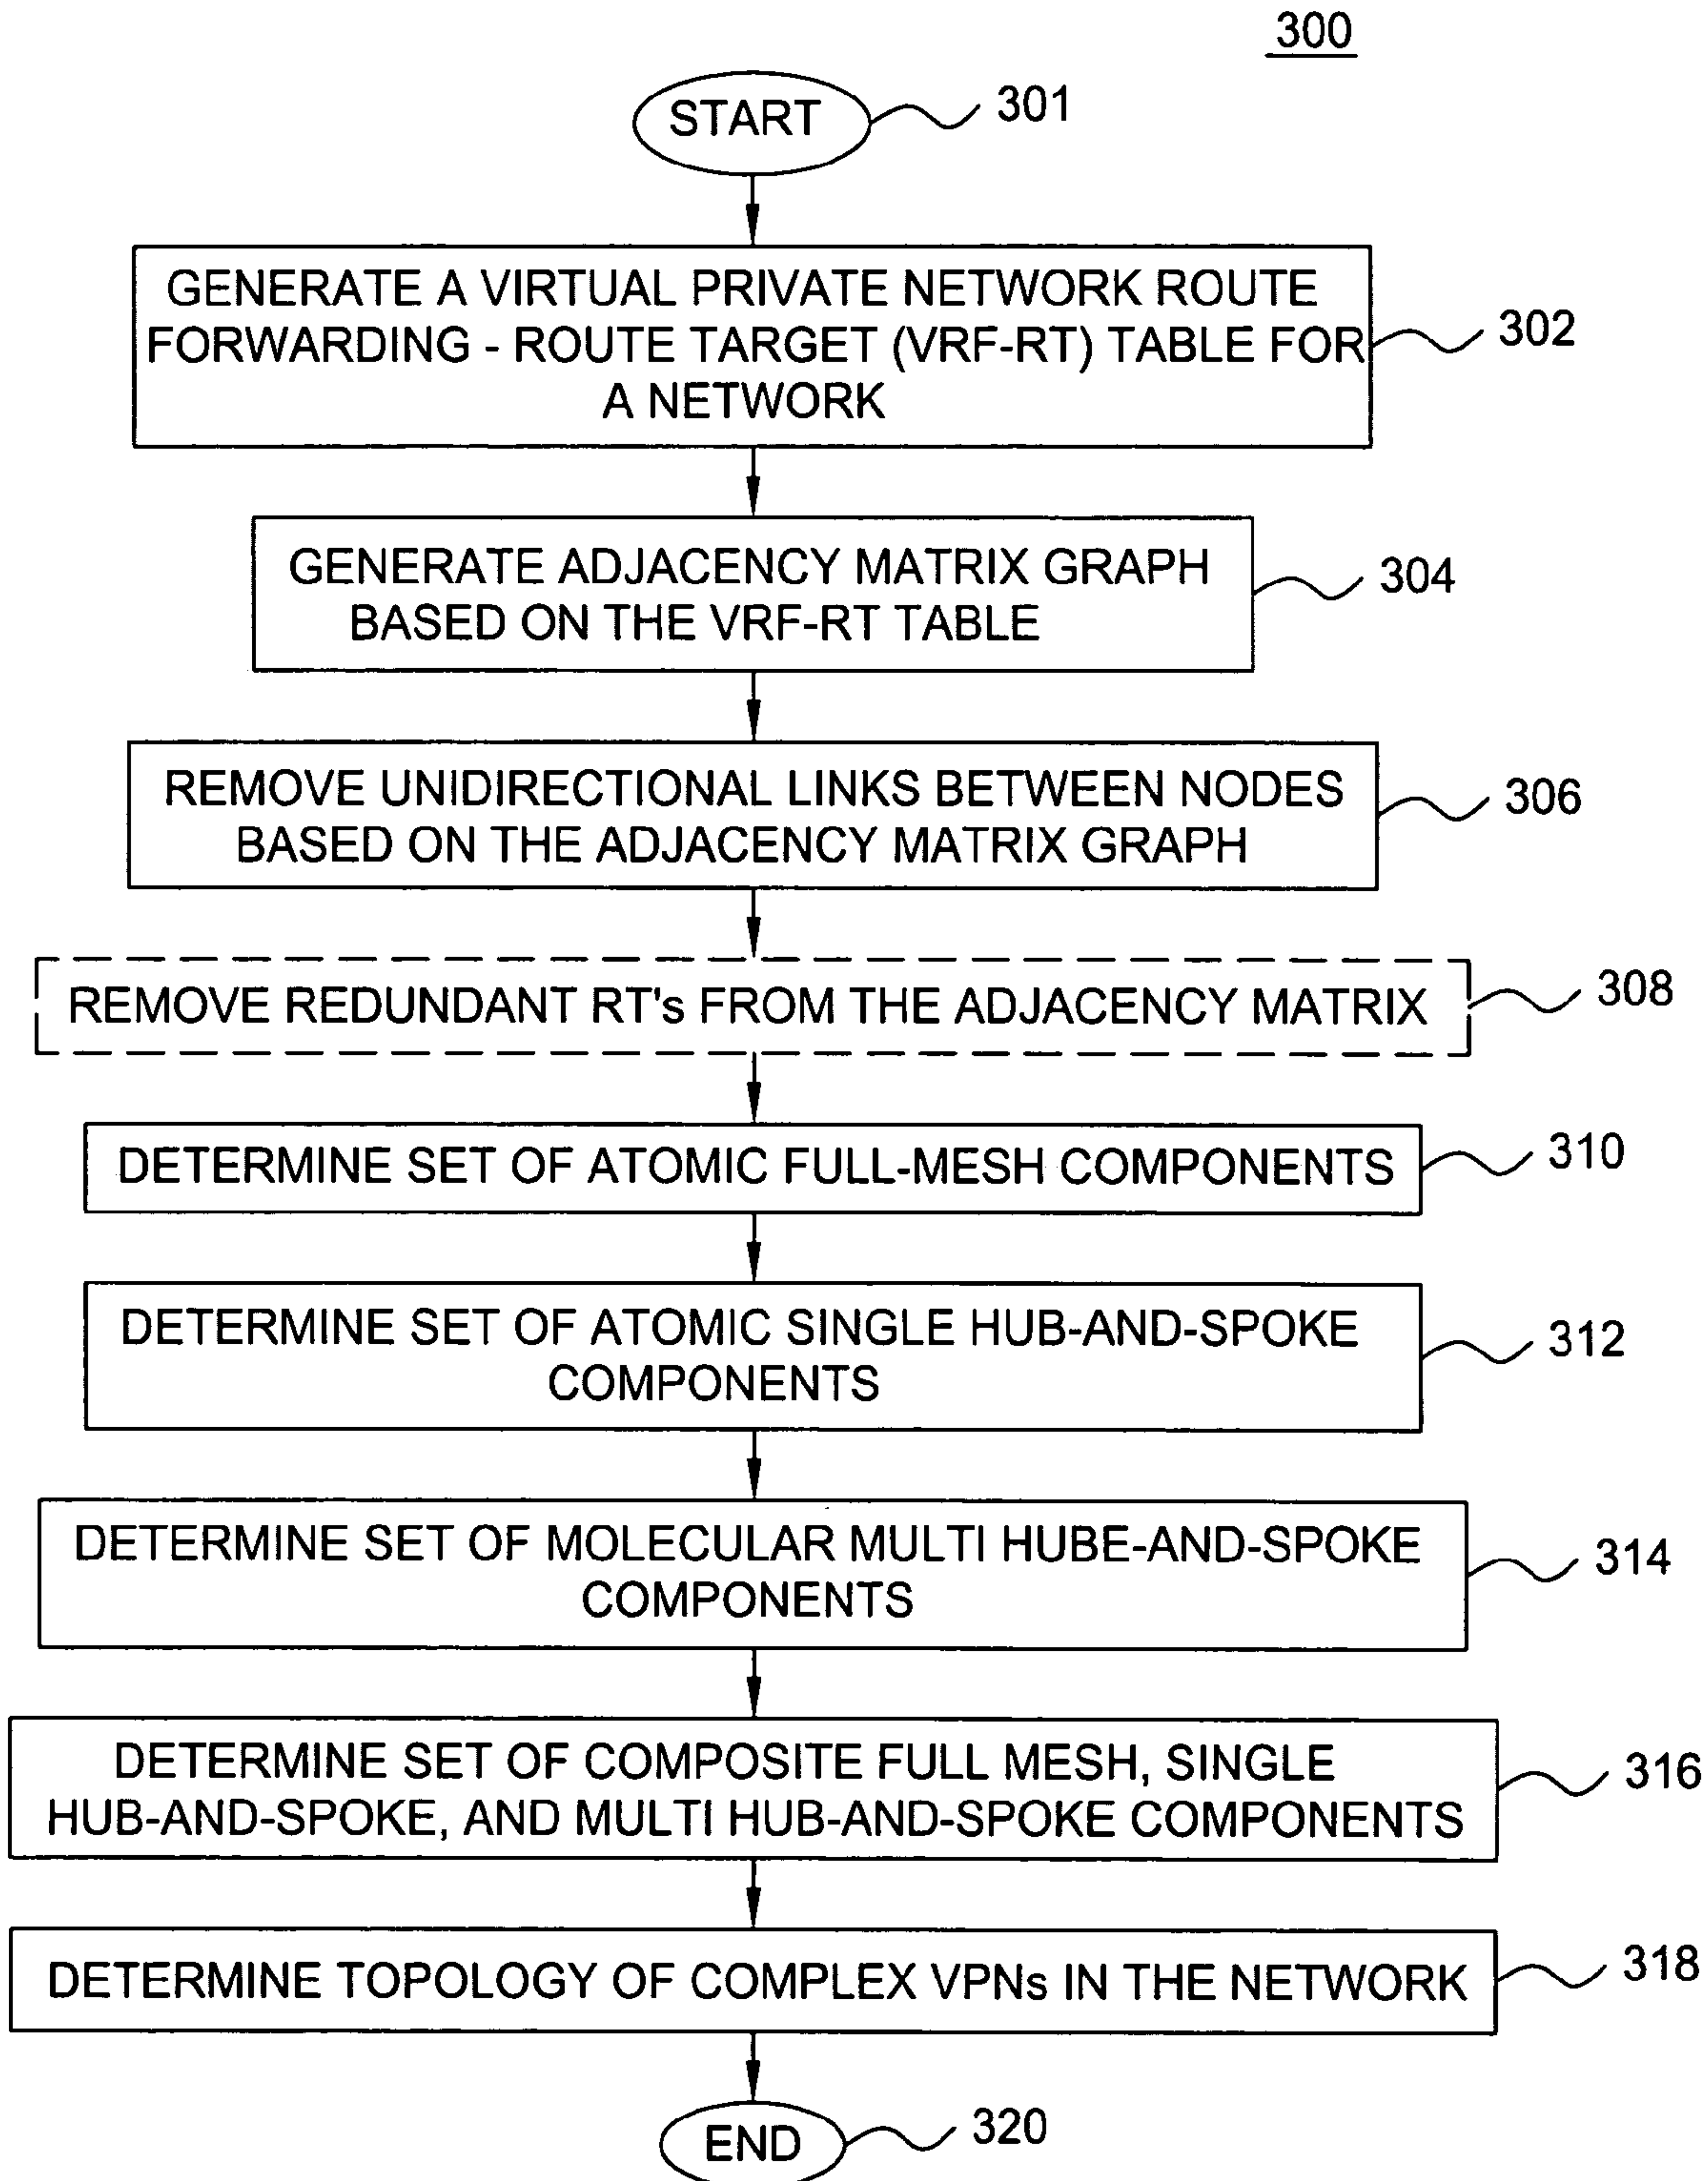 300
START
301
GENERATE A VIRTUAL PRIVATE NETWORK ROUTE
FORWARDING - ROUTE TARGET (VRF-RT) TABLE FOR
A NETWORK
302
GENERATE ADJACENCY MATRIX GRAPH
BASED ON THE VRF-RT TABLE
304
REMOVE UNIDIRECTIONAL LINKS BETWEEN NODES
BASED ON THE ADJACENCY MATRIX GRAPH
306
REMOVE REDUNDANT RT's FROM THE ADJACENCY MATRIX
308
DETERMINE SET OF ATOMIC FULL-MESH COMPONENTS
310
DETERMINE SET OF ATOMIC SINGLE HUB-AND-SPOKE
COMPONENTS
312
DETERMINE SET OF MOLECULAR MULTI HUBE-AND-SPOKE
COMPONENTS
314
DETERMINE SET OF COMPOSITE FULL MESH, SINGLE
HUB-AND-SPOKE, AND MULTI HUB-AND-SPOKE COMPONENTS
316
DETERMINE TOPOLOGY OF COMPLEX VPNs IN THE NETWORK
318
END
320